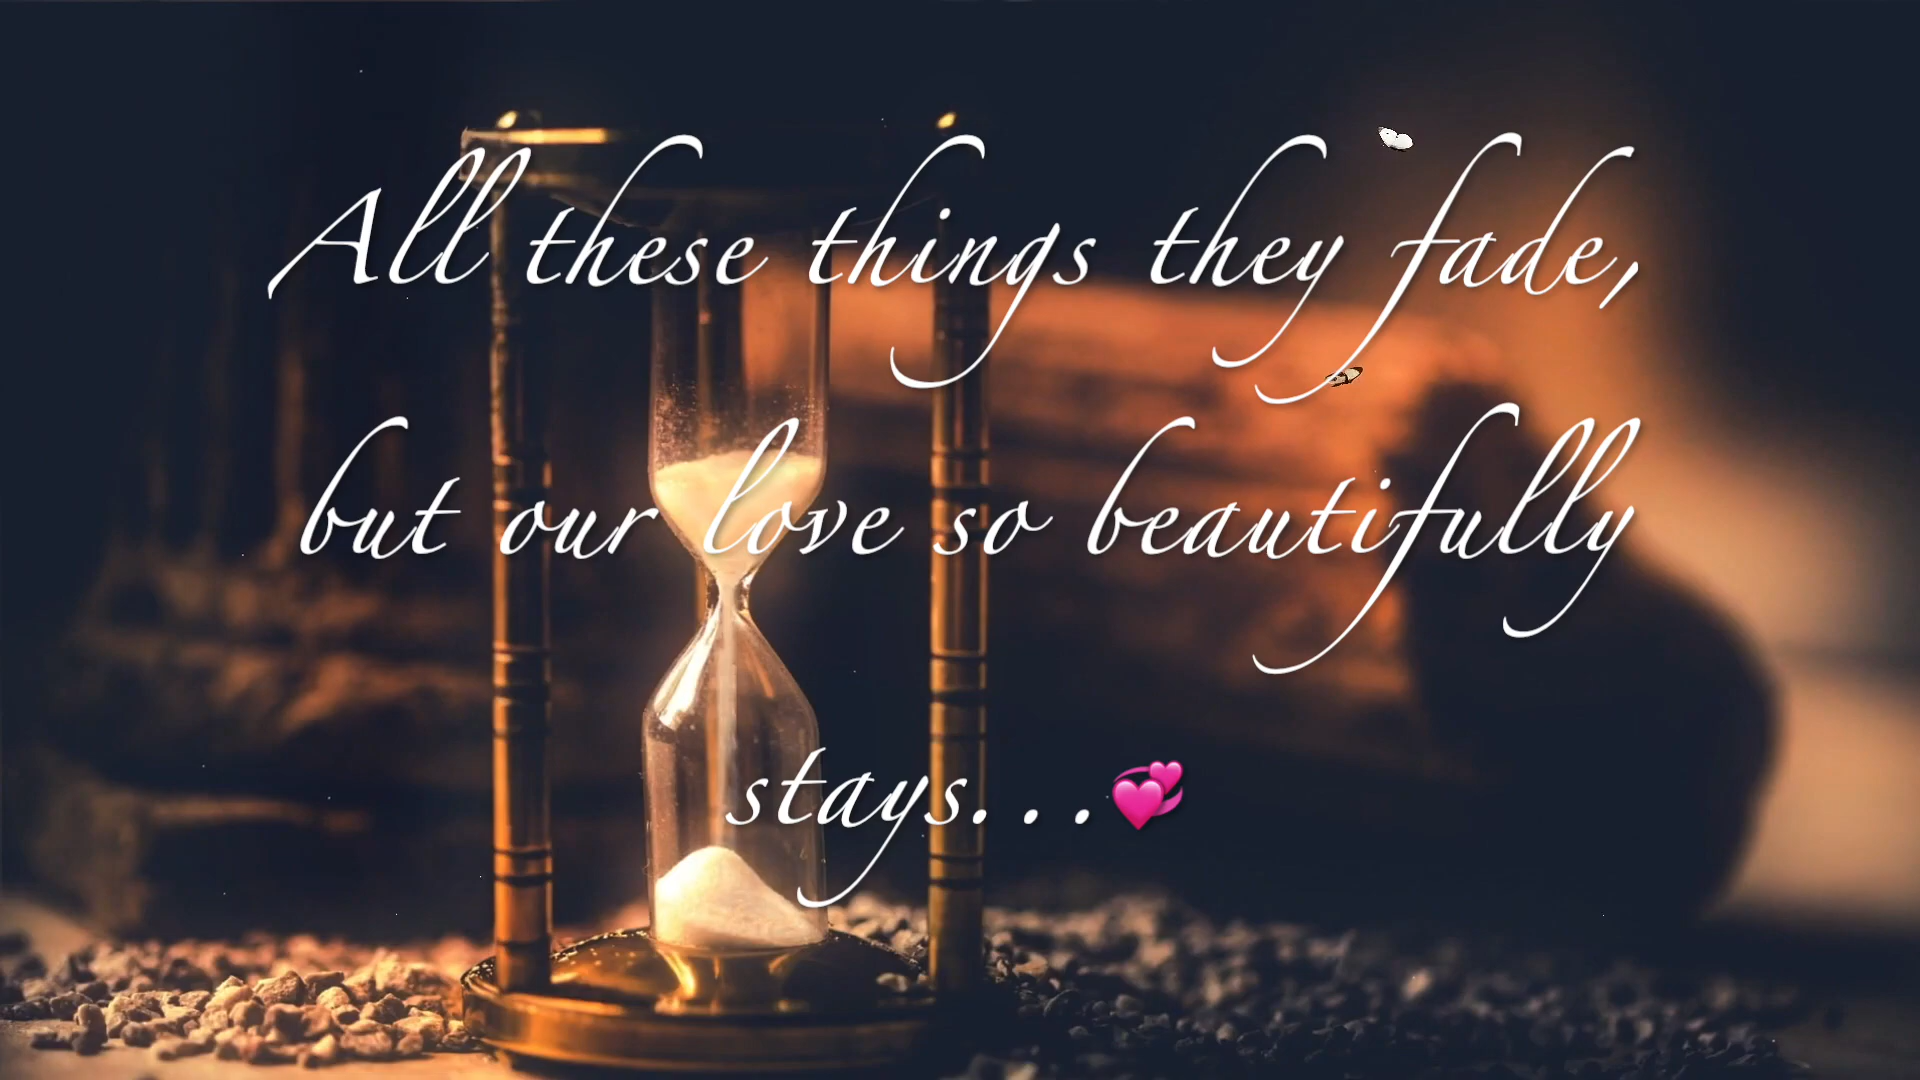 All these things they fade,
but our love so beautifully
stays...💞